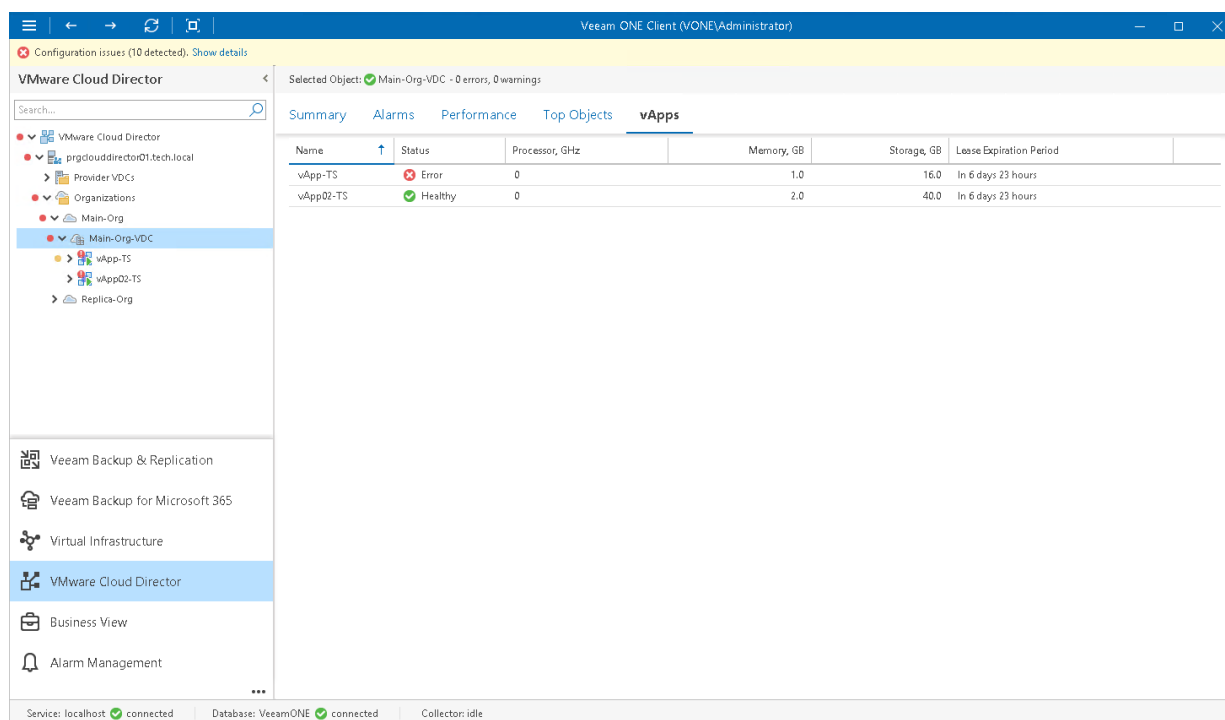 Veeam ONE Client (VONE\Administrator)
Configuration issues (10 detected). Show details
VMware Cloud Director
Search...
VMware Cloud Director
prgclouddirector01.tech.local
Provider VDCs
Organizations
Main-Org
Main-Org-VDC
vApp-TS
vApp02-TS
Replica-Org
Veeam Backup & Replication
Veeam Backup for Microsoft 365
Virtual Infrastructure
VMware Cloud Director
Business View
Alarm Management
Selected Object: Main-Org-VDC - 0 errors, 0 warnings
Summary Alarms Performance Top Objects vApps
Name Status Processor, GHz Memory, GB Storage, GB Lease Expiration Period
vApp-TS Error 0 1.0 16.0 In 6 days 23 hours
vApp02-TS Healthy 0 2.0 40.0 In 6 days 23 hours
Service: localhost connected Database: VeeamONE connected Collector: idle